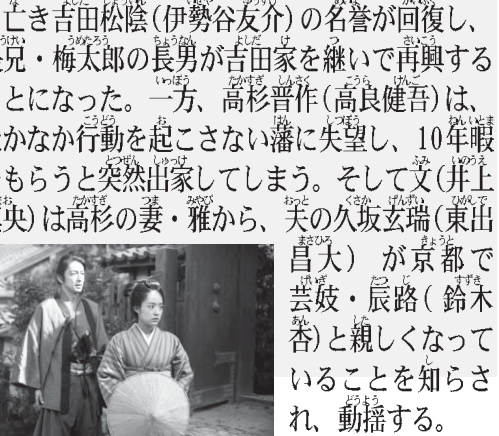 亡き吉田松陰(伊勢谷友介)の名誉が回復し、
兄・梅太郎の長男が吉田家を継いで再興する
とになった。一方、高杉晋作(高良健吾)は、
かなか行動を起こさない藩に失望し、10年暇
もらうと突然出家してしまう。そして文(井上
央)は高杉の妻・雅から、夫の久坂玄瑞(東出
昌大)が京都で
芸妓・辰路(鈴木
杏)と親しくなって
いることを知らさ
れ、動揺する。